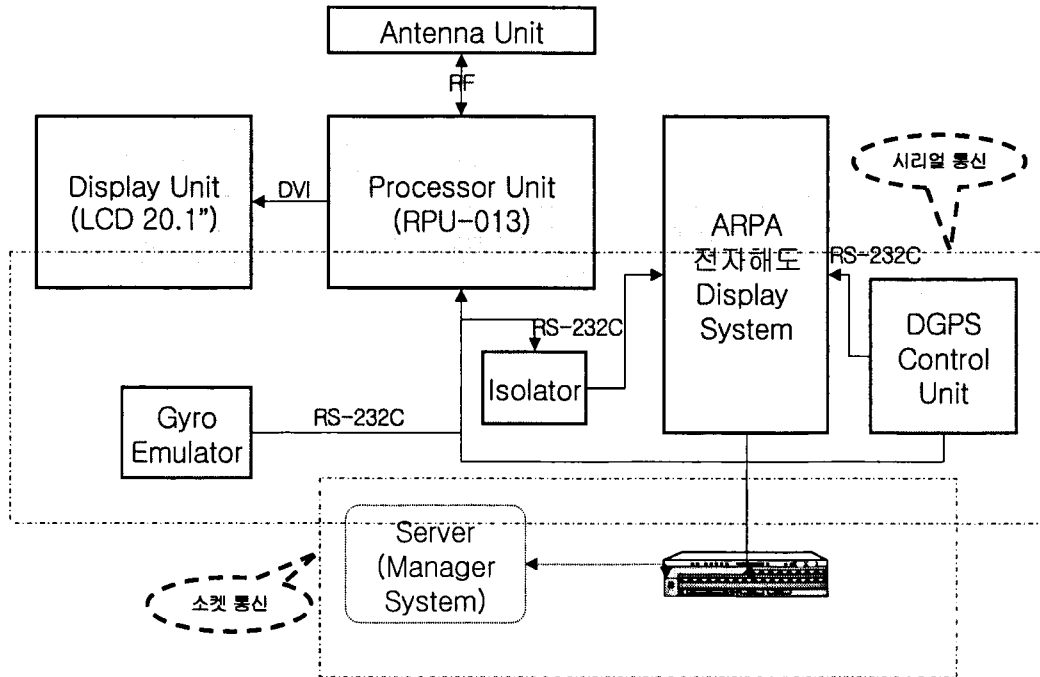 Antenna Unit
RF
Display Unit
(LCD 20.1")
DVI
Processor Unit
(RPU-013)
ARPA
전자해도
Display
System
시리얼 통신
RS-232C
DGPS
Control
Unit
RS-232C
Isolator
Gyro
Emulator
RS-232C
Server
(Manager
System)
소켓 통신